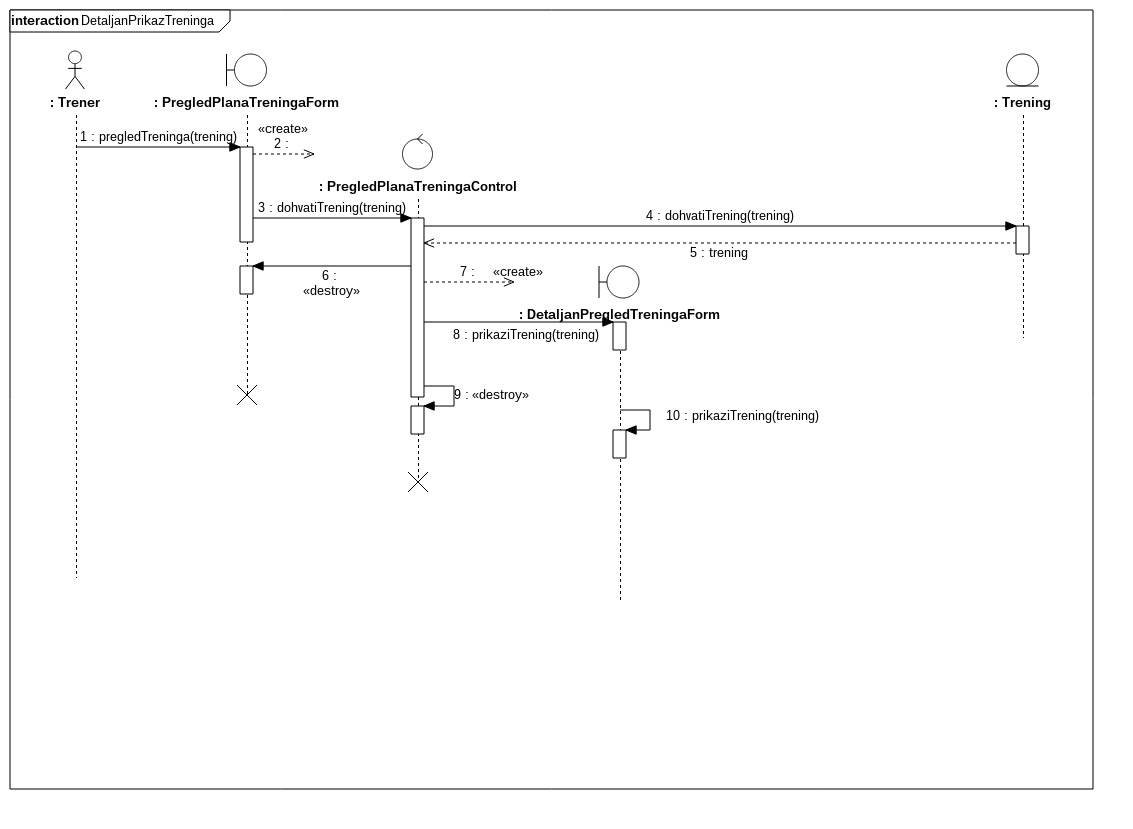 interaction DetaljanPrikazTreninga
: Trener
: PregledPlanaTreningaForm
: Trening
1 : pregledTreninga(trening)
«create»
2 :
: PregledPlanaTreningaControl
3 : dohvatiTrening(trening)
4 : dohvatiTrening(trening)
5 : trening
6 :
«destroy»
7 : «create»
: DetaljanPregledTreningaForm
8 : prikaziTrening(trening)
9 : «destroy»
10 : prikaziTrening(trening)